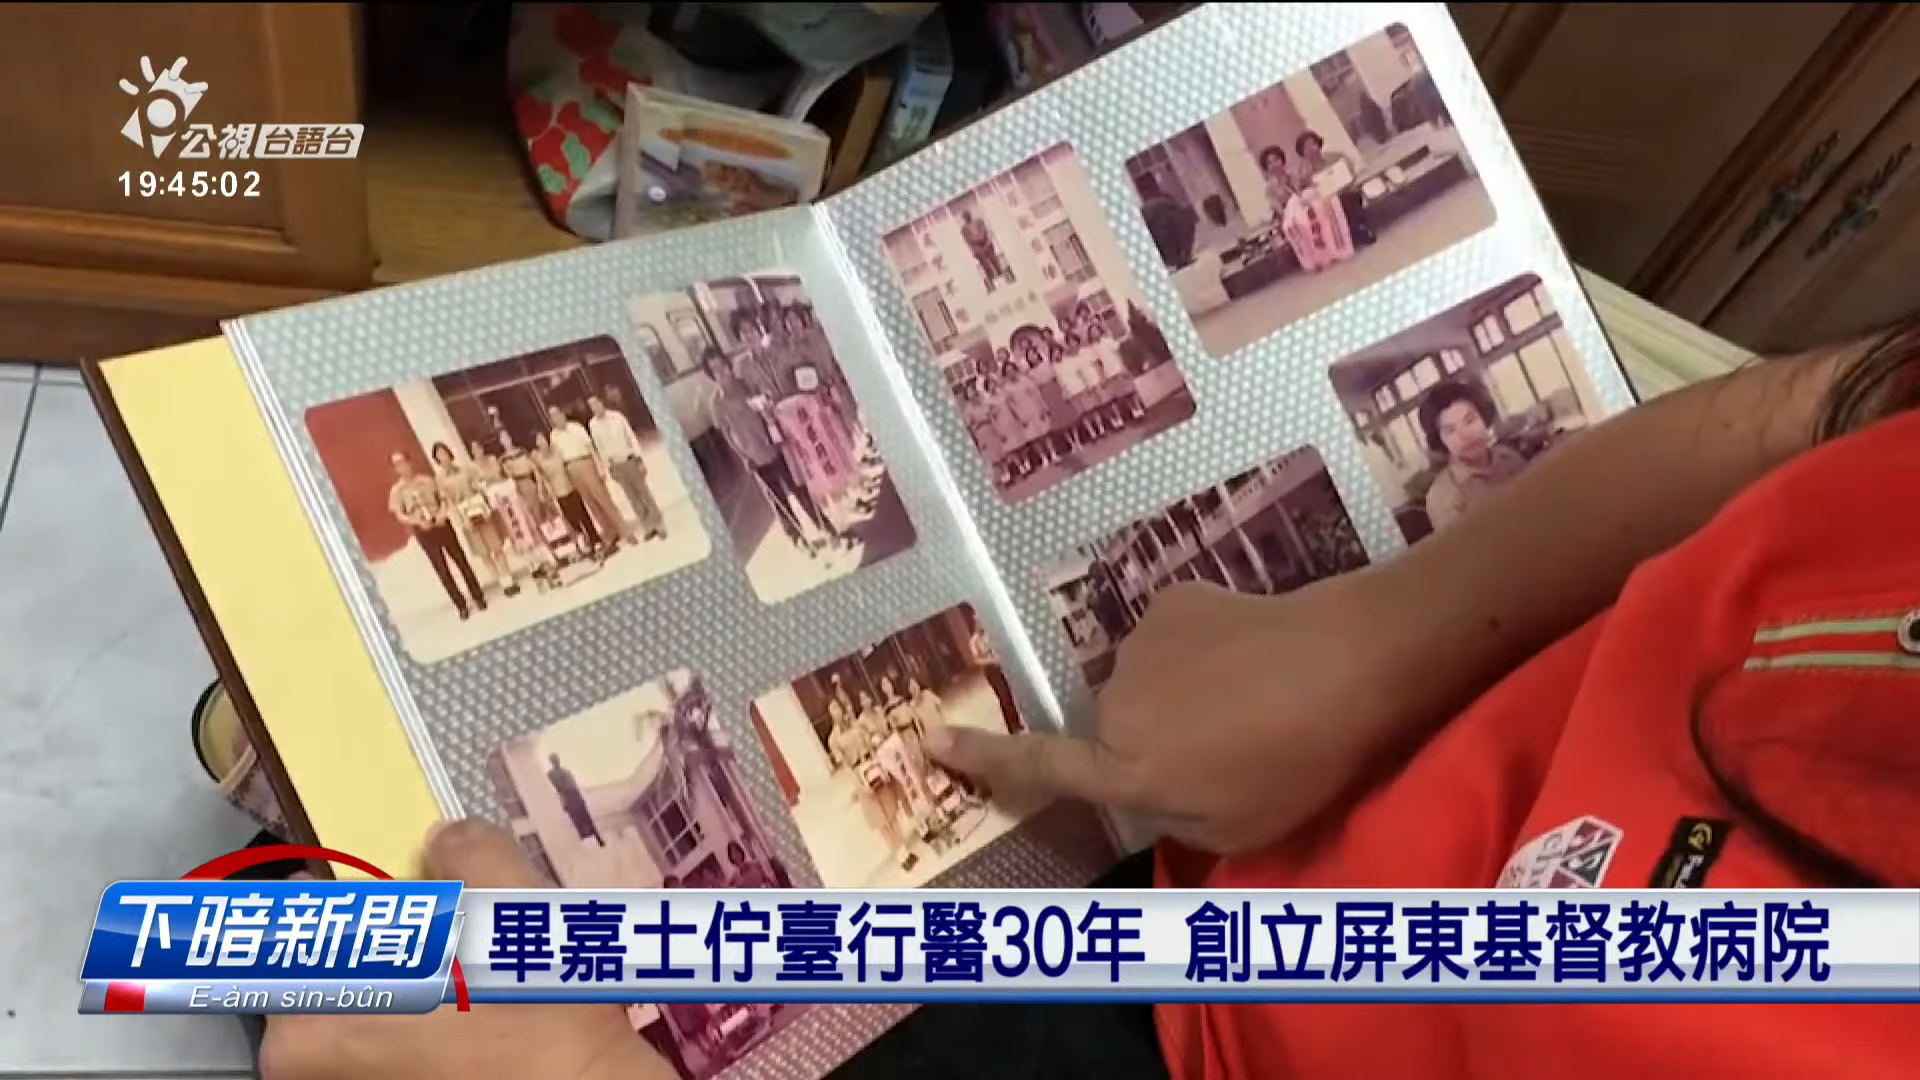 公視台語台
19:45:02
下暗新聞
E-àm sin-bûn
畢嘉士佇臺行醫30年 創立屏東基督教病院